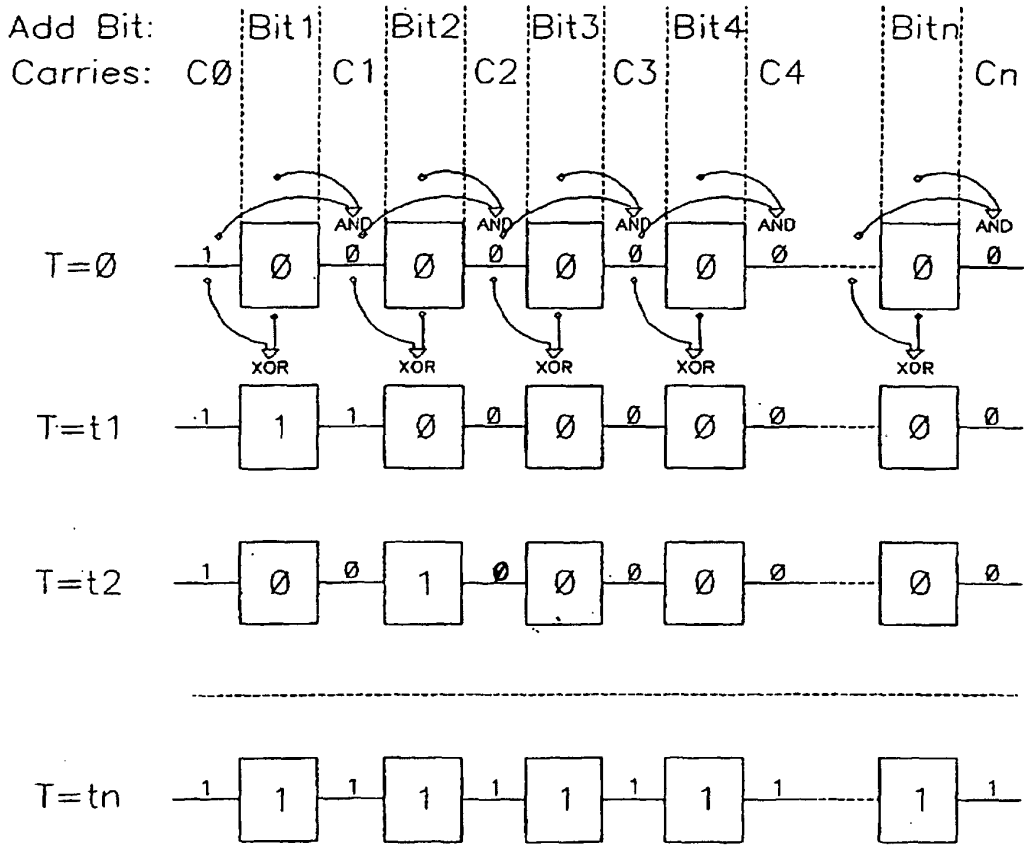 Add Bit: Bit1 Bit2 Bit3 Bit4 Bitn
Carries: CØ C1 C2 C3 C4 Cn
AND AND AND AND AND
T=Ø 1 Ø Ø Ø Ø Ø Ø Ø Ø Ø Ø
XOR XOR XOR XOR XOR
T=t1 1 1 1 Ø Ø Ø Ø Ø Ø Ø Ø
T=t2 1 Ø Ø 1 Ø Ø Ø Ø Ø Ø Ø
T=tn 1 1 1 1 1 1 1 1 1 1 1